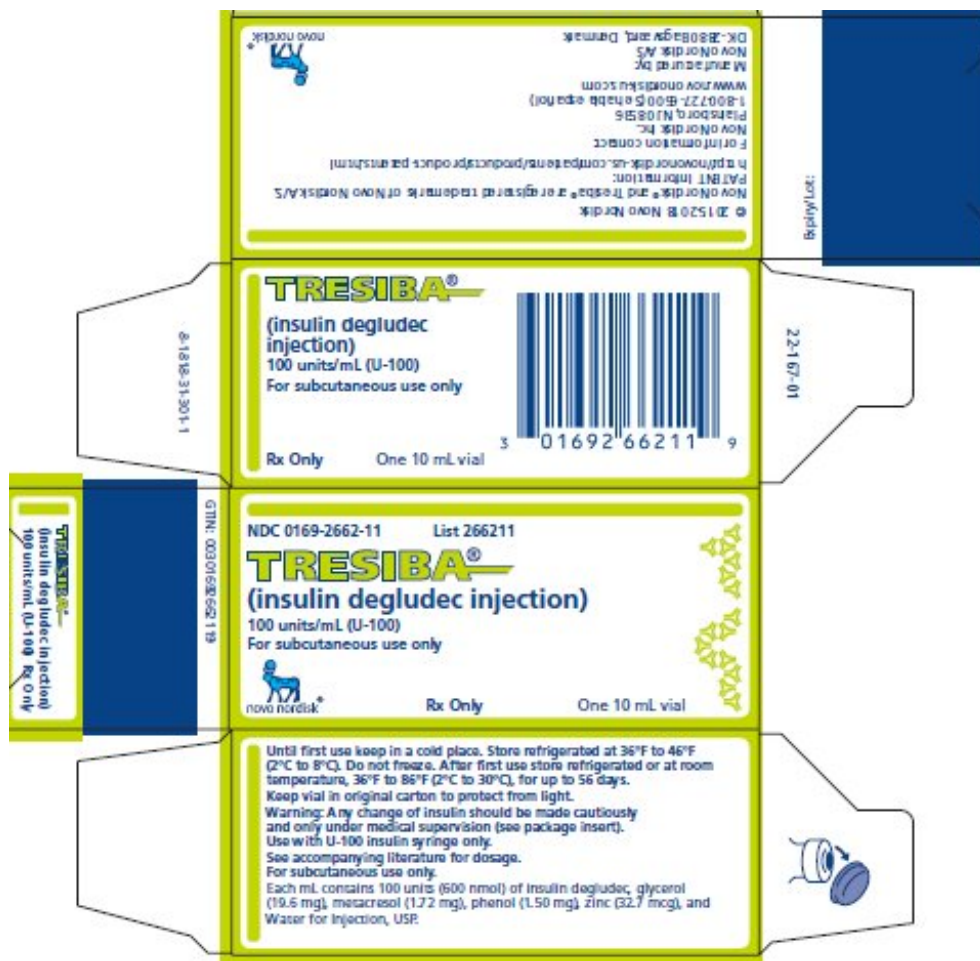 © 2015-2018 Novo Nordisk
Novo Nordisk® and Tresiba® are registered trademarks of Novo Nordisk A/S
PATENT Information:
http://novonordisk-us.com/patients/products/product-patents.html
For information contact:
Novo Nordisk Inc.
Plainsboro, NJ 08536
1-800-727-6500 (Se habla español)
www.novonordisk-us.com
Manufactured by:
Novo Nordisk A/S
DK-2880 Bagsvaerd, Denmark
novo nordisk®
Expiry/Lot:
8-1818-31-301-1
TRESIBA®
(insulin degludec
injection)
100 units/mL (U-100)
For subcutaneous use only
Rx Only One 10 mL vial
3 01692 66211 9
22-167-01
TRESIBA®
(insulin degludec injection)
100 units/mL (U-100) Rx Only
GTIN: 00301692662119
NDC 0169-2662-11 List 266211
TRESIBA®
(insulin degludec injection)
100 units/mL (U-100)
For subcutaneous use only
novo nordisk®
Rx Only One 10 mL vial
Until first use keep in a cold place. Store refrigerated at 36°F to 46°F
(2°C to 8°C). Do not freeze. After first use store refrigerated or at room
temperature, 36°F to 86°F (2°C to 30°C), for up to 56 days.
Keep vial in original carton to protect from light.
Warning: Any change of insulin should be made cautiously
and only under medical supervision (see package insert).
Use with U-100 insulin syringe only.
See accompanying literature for dosage.
For subcutaneous use only.
Each mL contains 100 units (600 nmol) of insulin degludec, glycerol
(19.6 mg), metacresol (1.72 mg), phenol (1.50 mg), zinc (32.7 mcg), and
Water for Injection, USP.